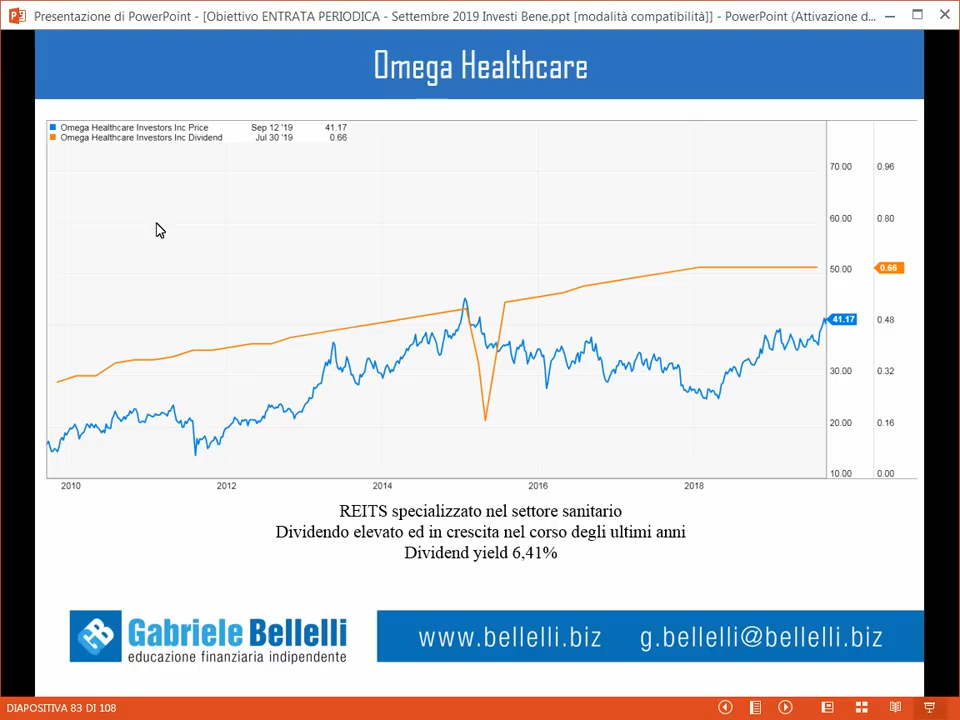 Presentazione di PowerPoint - [Obiettivo ENTRATA PERIODICA - Settembre 2019 Investi Bene.ppt [modalità compatibilità]] - PowerPoint (Attivazione d...
Omega Healthcare
Omega Healthcare Investors Inc Price Sep 12 '19 41.17
Omega Healthcare Investors Inc Dividend Jul 30 '19 0.66
70.00 0.96
60.00 0.80
50.00 0.66
41.17 0.48
30.00 0.32
20.00 0.16
10.00 0.00
2010 2012 2014 2016 2018
REITS specializzato nel settore sanitario
Dividendo elevato ed in crescita nel corso degli ultimi anni
Dividend yield 6,41%
Gabriele Bellelli
educazione finanziaria indipendente
www.bellelli.biz g.bellelli@bellelli.biz
DIAPOSITIVA 83 DI 108